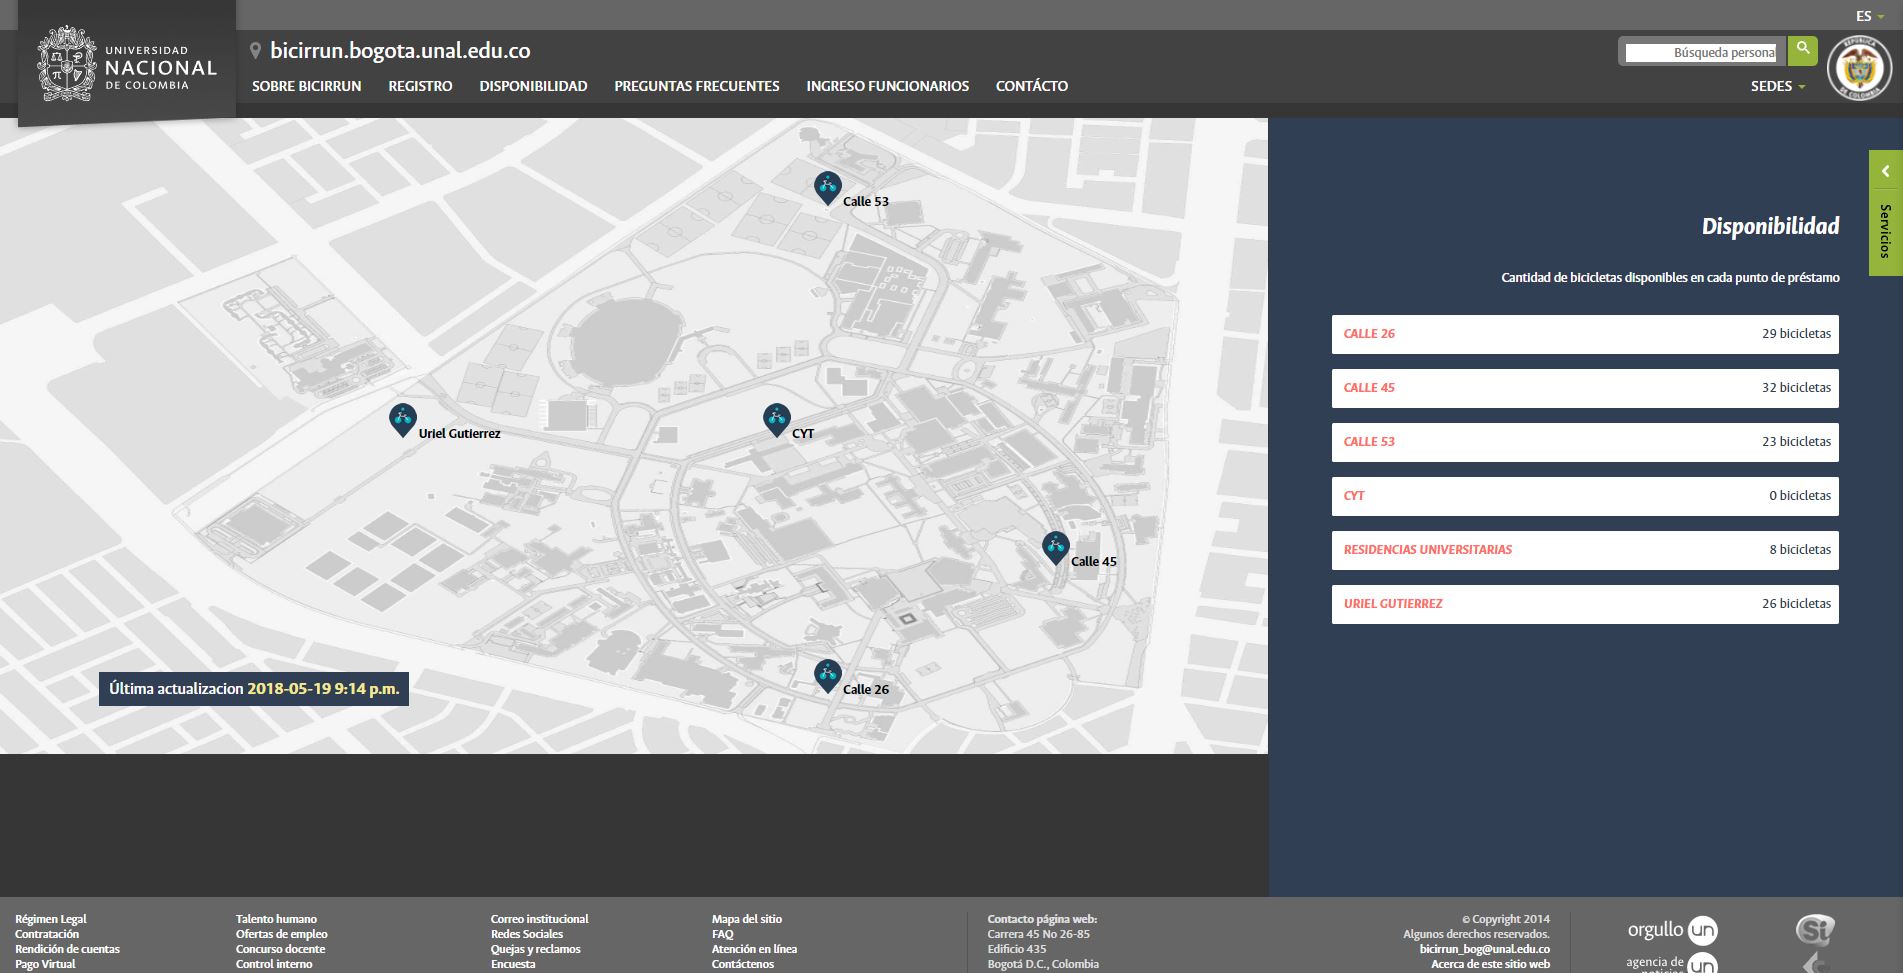 ES
UNIVERSIDAD
NACIONAL
DE COLOMBIA
bicirrun.bogota.unal.edu.co
Búsqueda personal
SOBRE BICIRRUN REGISTRO DISPONIBILIDAD PREGUNTAS FRECUENTES INGRESO FUNCIONARIOS CONTÁCTO
SEDES
REPÚBLICA
DE COLOMBIA
Calle 53
Uriel Gutierrez
CYT
Calle 45
Calle 26
Última actualizacion 2018-05-19 9:14 p.m.
Servicios
Disponibilidad
Cantidad de bicicletas disponibles en cada punto de préstamo
CALLE 26 29 bicicletas
CALLE 45 32 bicicletas
CALLE 53 23 bicicletas
CYT 0 bicicletas
RESIDENCIAS UNIVERSITARIAS 8 bicicletas
URIEL GUTIERREZ 26 bicicletas
Régimen Legal
Contratación
Rendición de cuentas
Pago Virtual
Talento humano
Ofertas de empleo
Concurso docente
Control interno
Correo institucional
Redes Sociales
Quejas y reclamos
Encuesta
Mapa del sitio
FAQ
Atención en línea
Contáctenos
Contacto página web:
Carrera 45 No 26-85
Edificio 435
Bogotá D.C., Colombia
© Copyright 2014
Algunos derechos reservados.
bicirrun_bog@unal.edu.co
Acerca de este sitio web
orgullo un
agencia de
un
Si